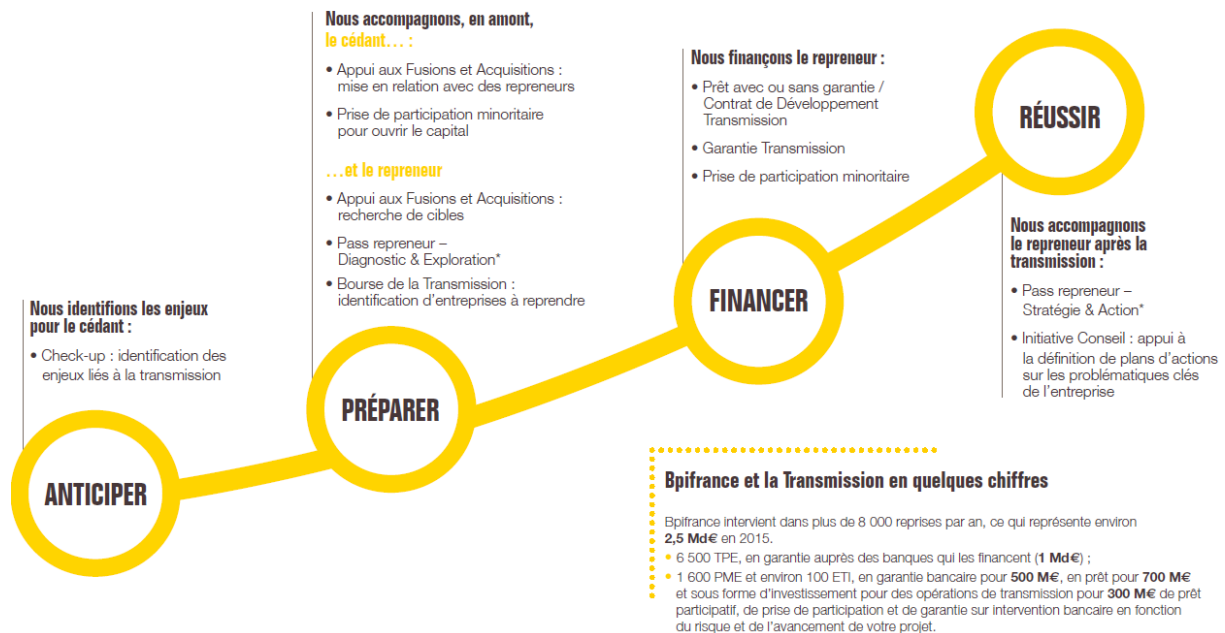 Nous identifions les enjeux
pour le cédant :
• Check-up : identification des
enjeux liés à la transmission
ANTICIPER
Nous accompagnons, en amont,
le cédant… :
• Appui aux Fusions et Acquisitions :
mise en relation avec des repreneurs
• Prise de participation minoritaire
pour ouvrir le capital
…et le repreneur
• Appui aux Fusions et Acquisitions :
recherche de cibles
• Pass repreneur –
Diagnostic & Exploration*
• Bourse de la Transmission :
identification d'entreprises à reprendre
PRÉPARER
Nous finançons le repreneur :
• Prêt avec ou sans garantie /
Contrat de Développement
Transmission
• Garantie Transmission
• Prise de participation minoritaire
FINANCER
RÉUSSIR
Nous accompagnons
le repreneur après la
transmission :
• Pass repreneur –
Stratégie & Action*
• Initiative Conseil : appui à
la définition de plans d'actions
sur les problématiques clés
de l'entreprise
Bpifrance et la Transmission en quelques chiffres
Bpifrance intervient dans plus de 8 000 reprises par an, ce qui représente environ
2,5 Md€ en 2015.
• 6 500 TPE, en garantie auprès des banques qui les financent (1 Md€) ;
• 1 600 PME et environ 100 ETI, en garantie bancaire pour 500 M€, en prêt pour 700 M€
et sous forme d'investissement pour des opérations de transmission pour 300 M€ de prêt
participatif, de prise de participation et de garantie sur intervention bancaire en fonction
du risque et de l'avancement de votre projet.